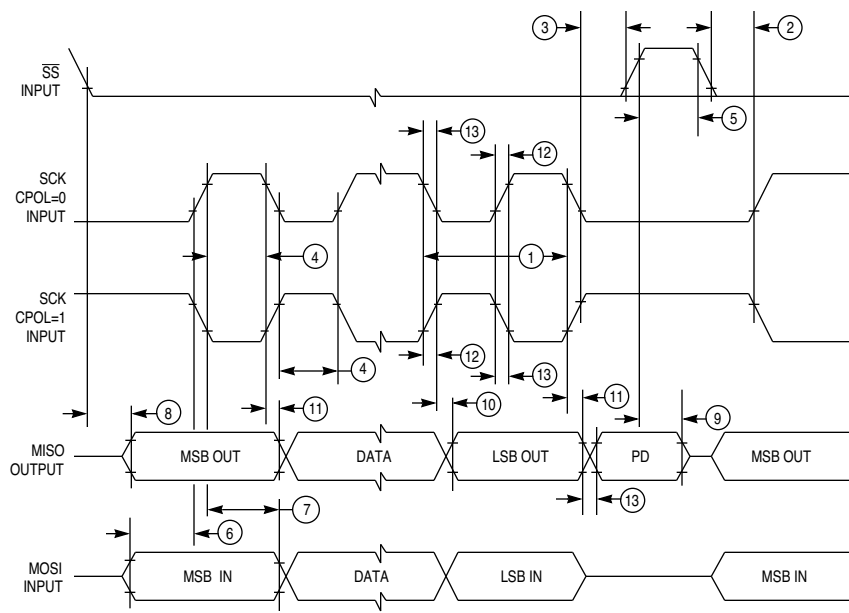 3
2
SS
INPUT
5
13
12
SCK
CPOL=0
INPUT
4
1
SCK
CPOL=1
INPUT
12
4
13
8
11
10
11
9
MISO
OUTPUT
MSB OUT
DATA
LSB OUT
PD
MSB OUT
13
7
6
MOSI
INPUT
MSB IN
DATA
LSB IN
MSB IN